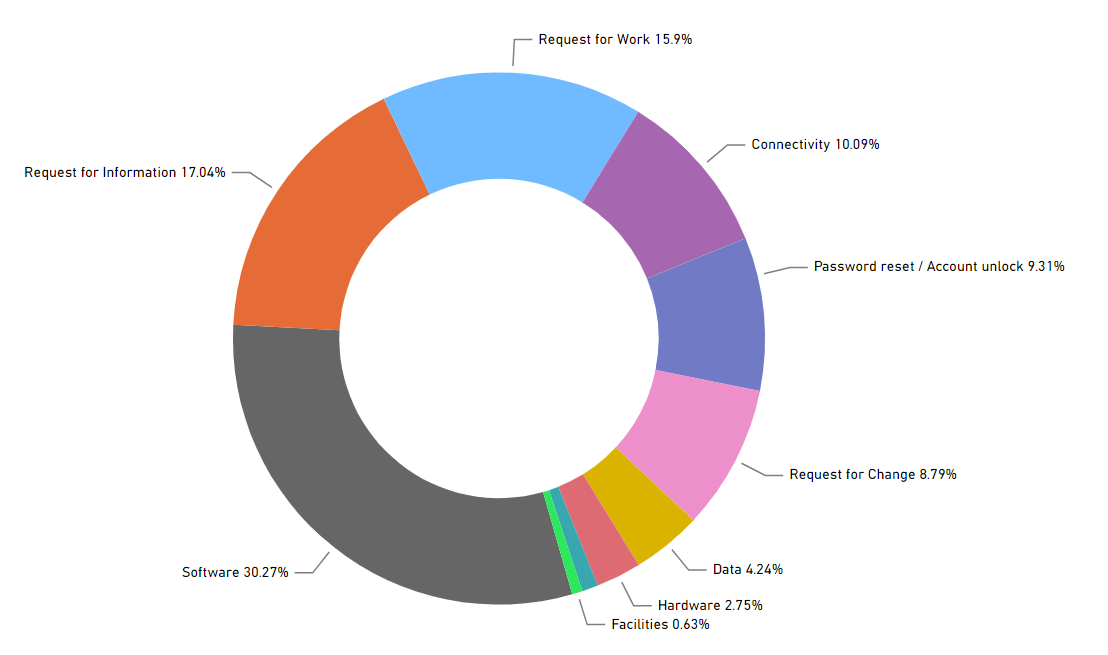 Request for Work 15.9%
Connectivity 10.09%
Request for Information 17.04%
Password reset / Account unlock 9.31%
Request for Change 8.79%
Software 30.27%
Data 4.24%
Hardware 2.75%
Facilities 0.63%